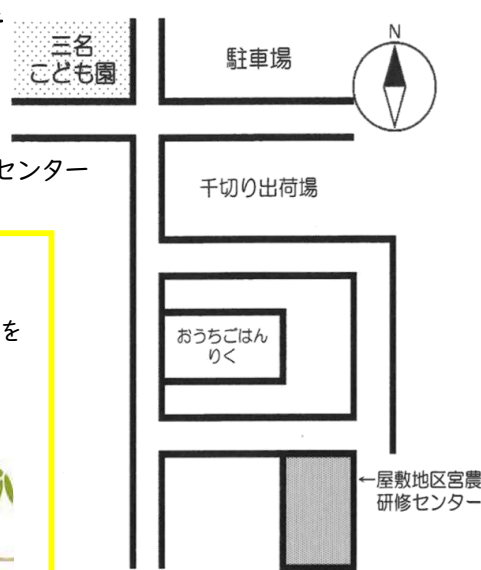 三名
こども園
駐車場
N
センター
千切り出荷場
を
おうちごはん
りく
←屋敷地区宮農
研修センター